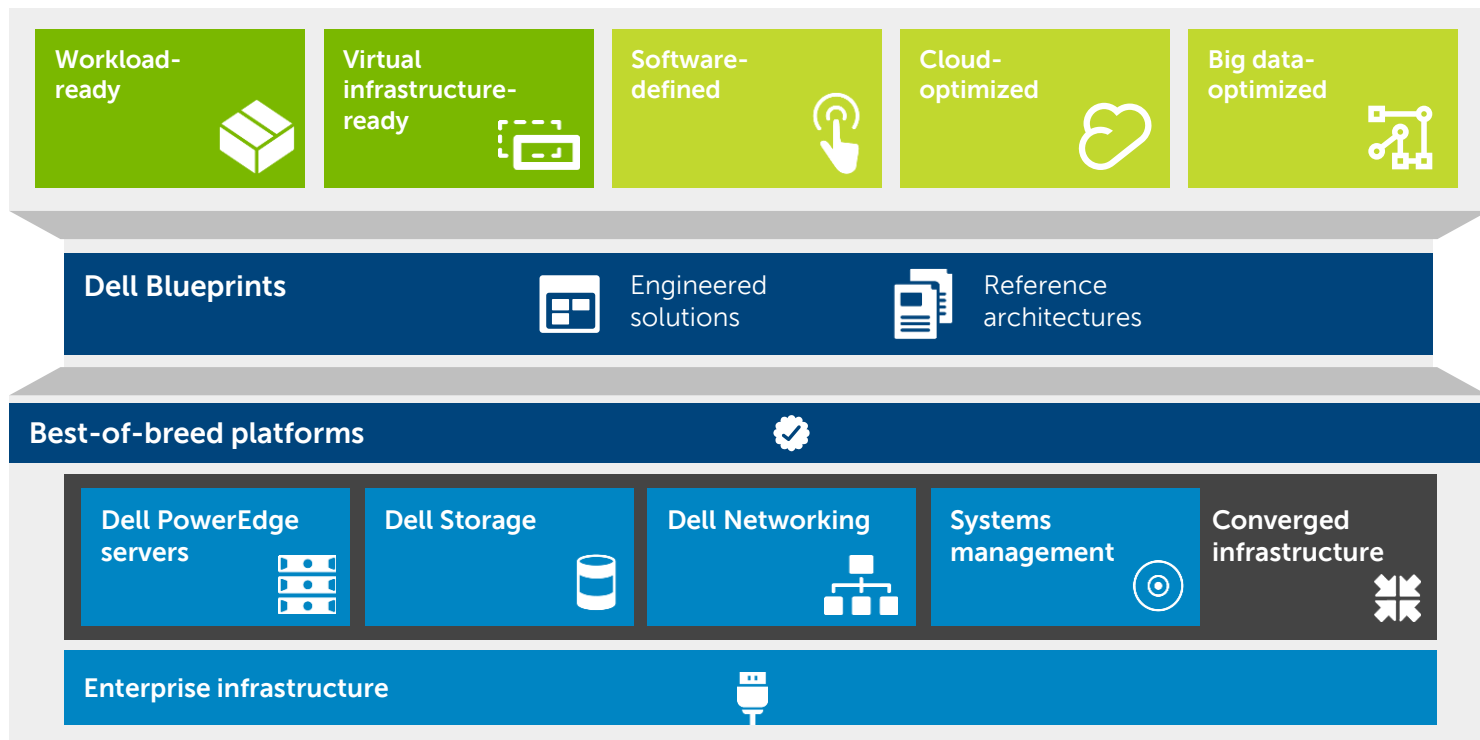 Workload-
ready
Virtual
infrastructure-
ready
Software-
defined
Cloud-
optimized
Big data-
optimized
Dell Blueprints
Engineered
solutions
Reference
architectures
Best-of-breed platforms
Dell PowerEdge
servers
Dell Storage
Dell Networking
Systems
management
Converged
infrastructure
Enterprise infrastructure